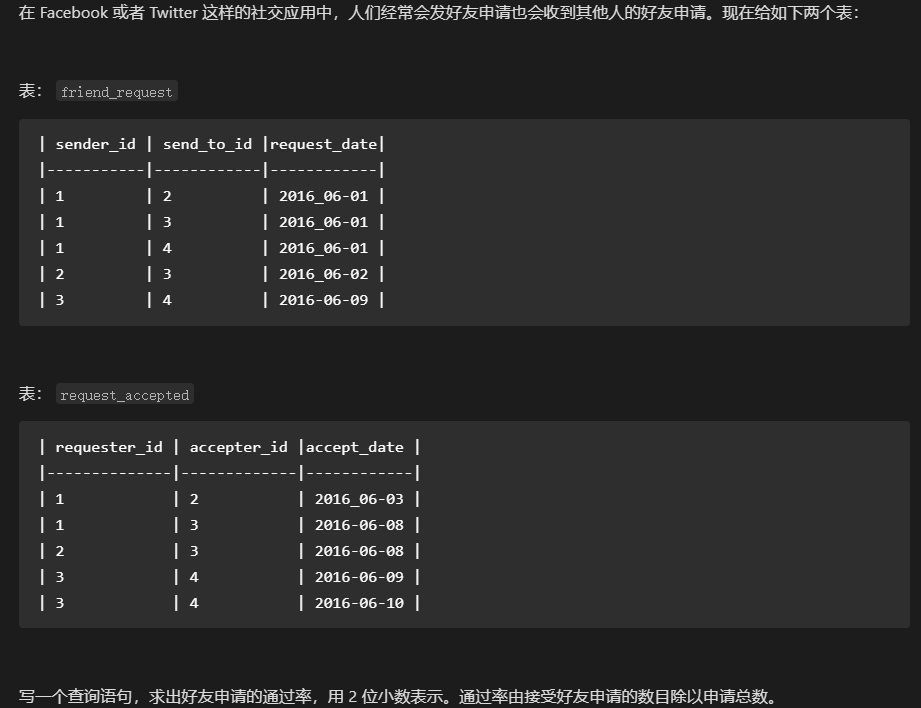 在 Facebook 或者 Twitter 这样的社交应用中，人们经常会发好友申请也会收到其他人的好友申请。现在给如下两个表：
表： friend_request
| sender_id | send_to_id |request_date|
|-----------|------------|------------|
| 1         | 2          | 2016_06-01 |
| 1         | 3          | 2016_06-01 |
| 1         | 4          | 2016_06-01 |
| 2         | 3          | 2016_06-02 |
| 3         | 4          | 2016-06-09 |
表： request_accepted
| requester_id | accepter_id |accept_date |
|--------------|-------------|------------|
| 1            | 2           | 2016_06-03 |
| 1            | 3           | 2016-06-08 |
| 2            | 3           | 2016-06-08 |
| 3            | 4           | 2016-06-09 |
| 3            | 4           | 2016-06-10 |
写一个查询语句，求出好友申请的通过率，用 2 位小数表示。通过率由接受好友申请的数目除以申请总数。